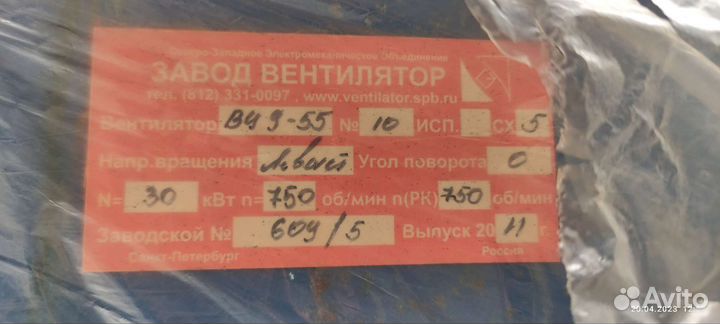 Северо-Западное Электромеханическое Объединение
ЗАВОД ВЕНТИЛЯТОР
тел. (812) 331-0097 , www.ventilator.spb.ru
Вентилятор ВЦ 9-55 № 10 ИСП. СХ. 5
Напр.вращения Левый Угол поворота 0
N= 30 кВт n= 750 об/мин n(РК) 750 об/мин
Заводской № 609/5 Выпуск 2011 г.
Санкт-Петербург Россия
Avito
20.04.2023 12